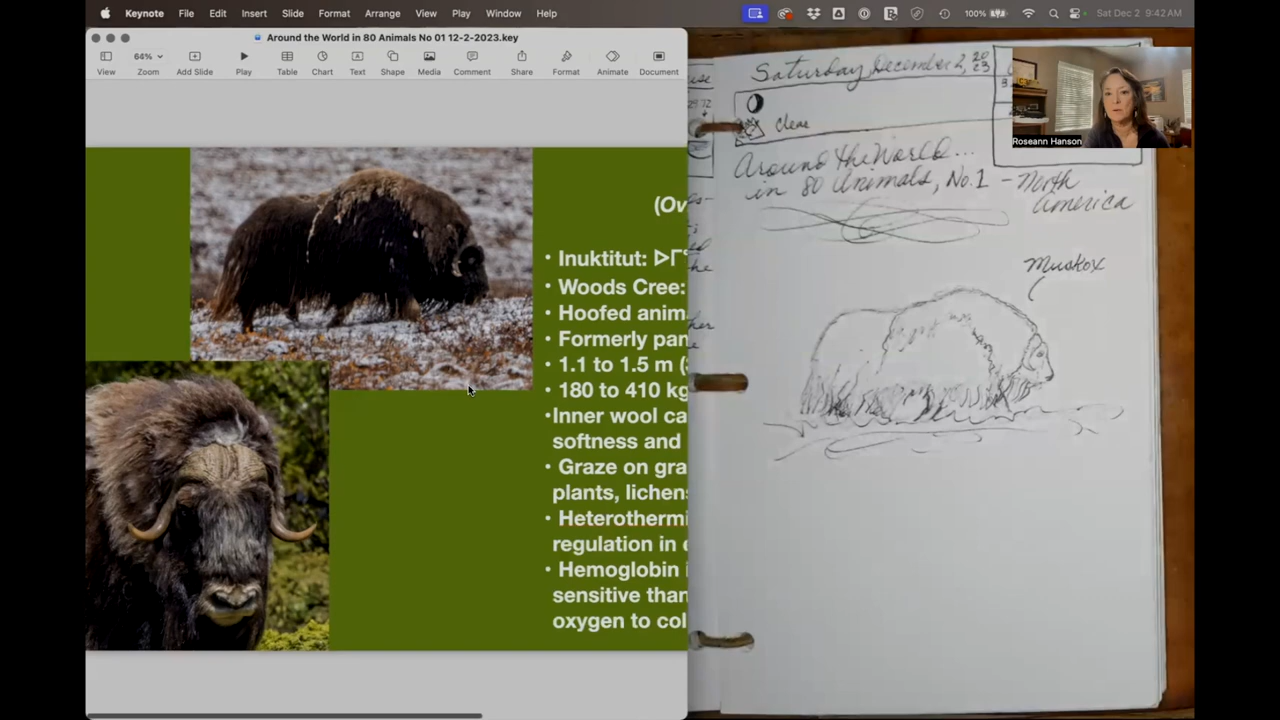 Keynote File Edit Insert Slide Format Arrange View Play Window Help
100% Sat Dec 2 9:42 AM
Around the World in 80 Animals No 01 12-2-2023.key
64%
View Zoom Add Slide Play Table Chart Text Shape Media Comment Share Format Animate Document
(Ov
• Inuktitut: ᐅᒥ
• Woods Cree:
• Hoofed anim
• Formerly pan
• 1.1 to 1.5 m (
• 180 to 410 kg
•Inner wool ca
softness and
• Graze on gra
plants, lichens
• Heterothermi
regulation in e
• Hemoglobin i
sensitive than
oxygen to col
Saturday, December 2, 2023
Clear
Around the World...
in 80 Animals, No.1 - North
America
Muskox
Roseann Hanson